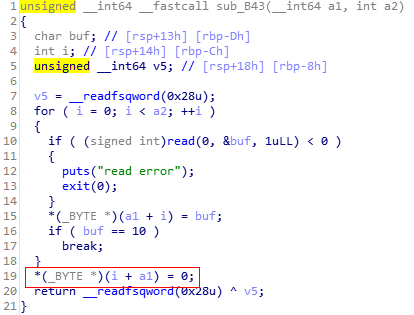 1 unsigned __int64 __fastcall sub_B43(__int64 a1, int a2)
2 {
3 char buf; // [rsp+13h] [rbp-Dh]
4 int i; // [rsp+14h] [rbp-Ch]
5 unsigned __int64 v5; // [rsp+18h] [rbp-8h]
6
7 v5 = __readfsqword(0x28u);
8 for ( i = 0; i < a2; ++i )
9 {
10 if ( (signed int)read(0, &buf, 1uLL) < 0 )
11 {
12 puts("read error");
13 exit(0);
14 }
15 *(_BYTE *)(a1 + i) = buf;
16 if ( buf == 10 )
17 break;
18 }
19 *(_BYTE *)(i + a1) = 0;
20 return __readfsqword(0x28u) ^ v5;
21 }